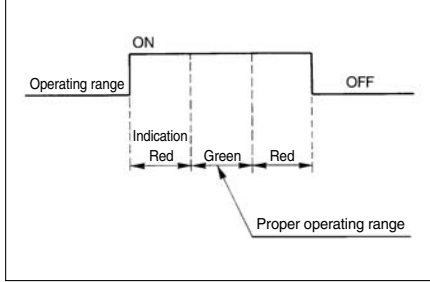 ON
Operating range
OFF
Indication
Red
Green
Red
Proper operating range